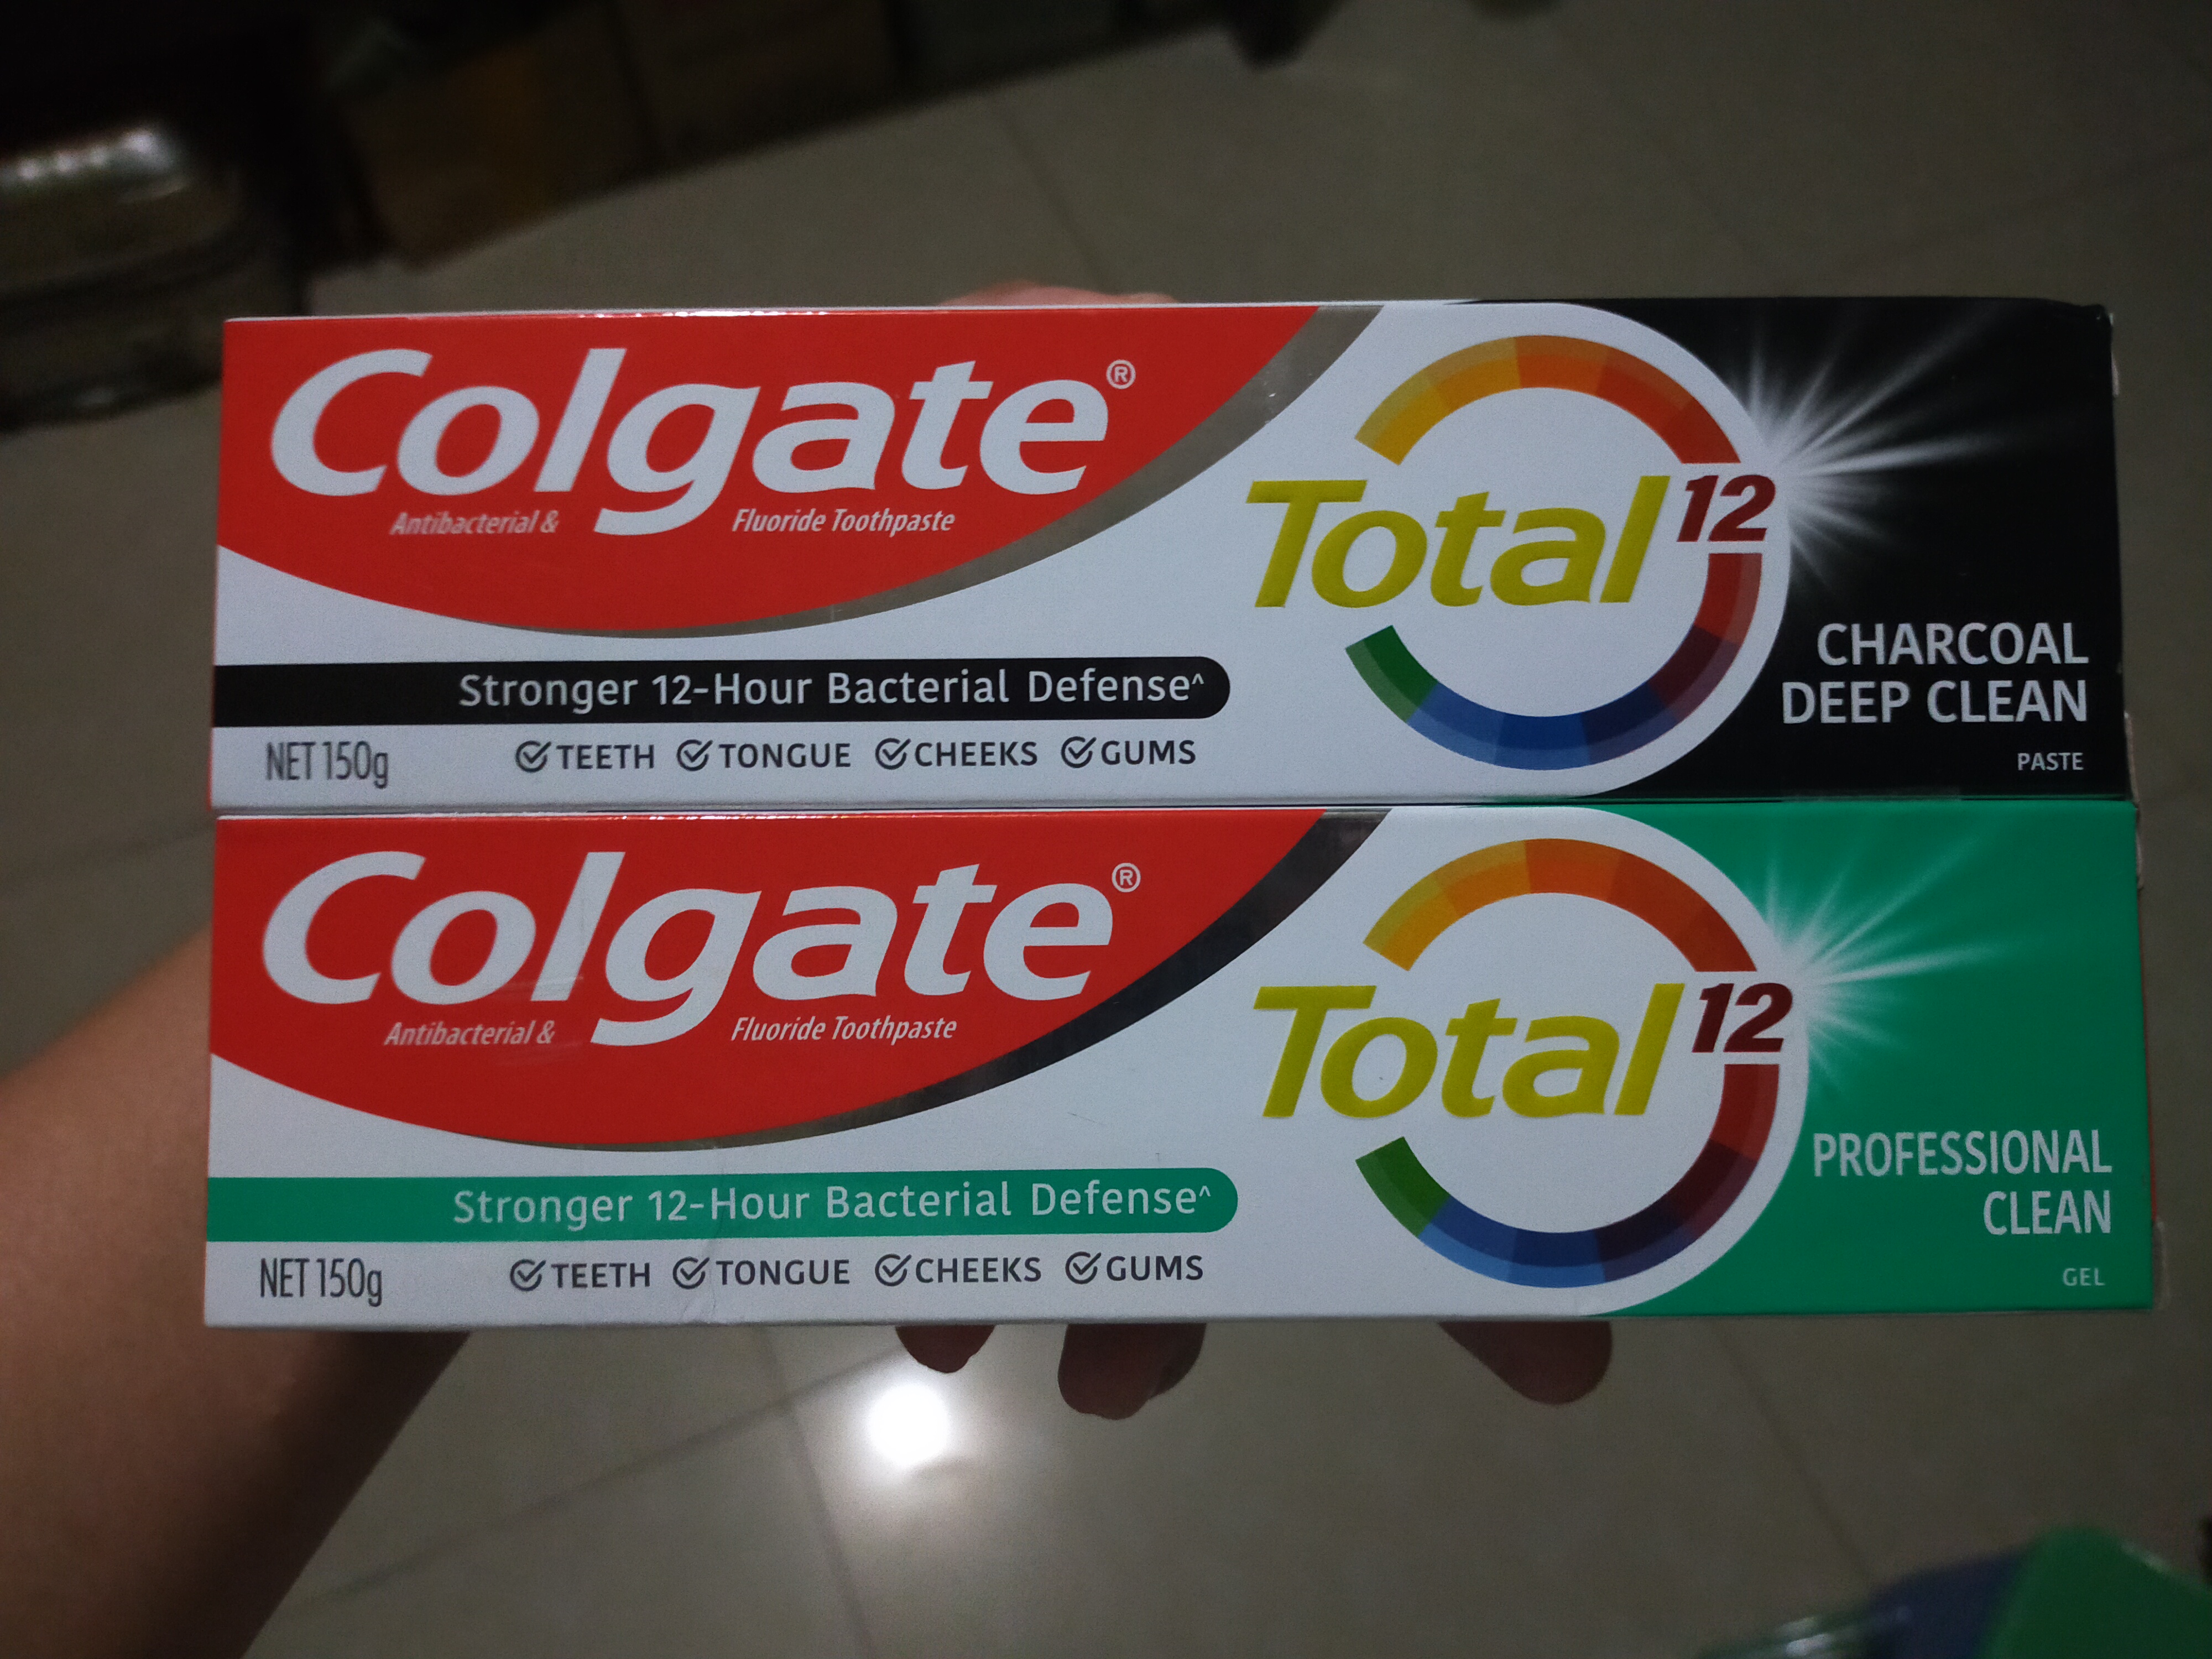 Colgate®
Antibacterial & Fluoride Toothpaste
Total 12
Stronger 12-Hour Bacterial Defense^
CHARCOAL
DEEP CLEAN
NET 150g TEETH TONGUE CHEEKS GUMS
PASTE
Colgate®
Antibacterial & Fluoride Toothpaste
Total 12
Stronger 12-Hour Bacterial Defense^
PROFESSIONAL
CLEAN
NET 150g TEETH TONGUE CHEEKS GUMS
GEL